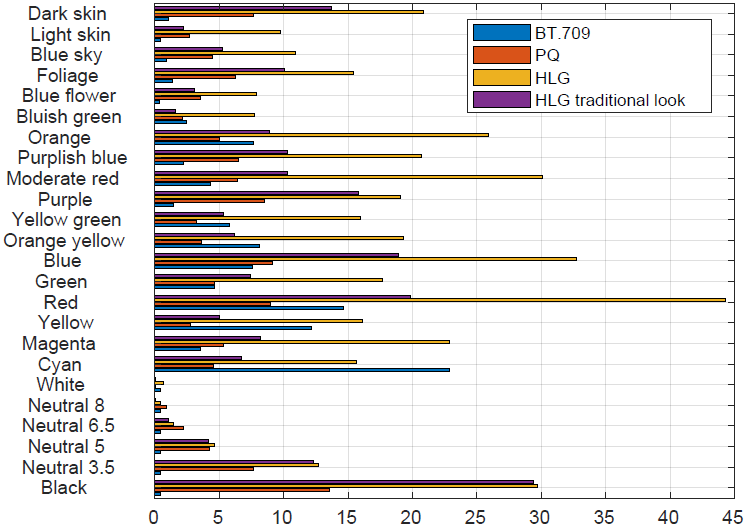 Dark skin
Light skin
Blue sky
Foliage
Blue flower
Bluish green
Orange
Purplish blue
Moderate red
Purple
Yellow green
Orange yellow
Blue
Green
Red
Yellow
Magenta
Cyan
White
Neutral 8
Neutral 6.5
Neutral 5
Neutral 3.5
Black
BT.709
PQ
HLG
HLG traditional look
0 5 10 15 20 25 30 35 40 45